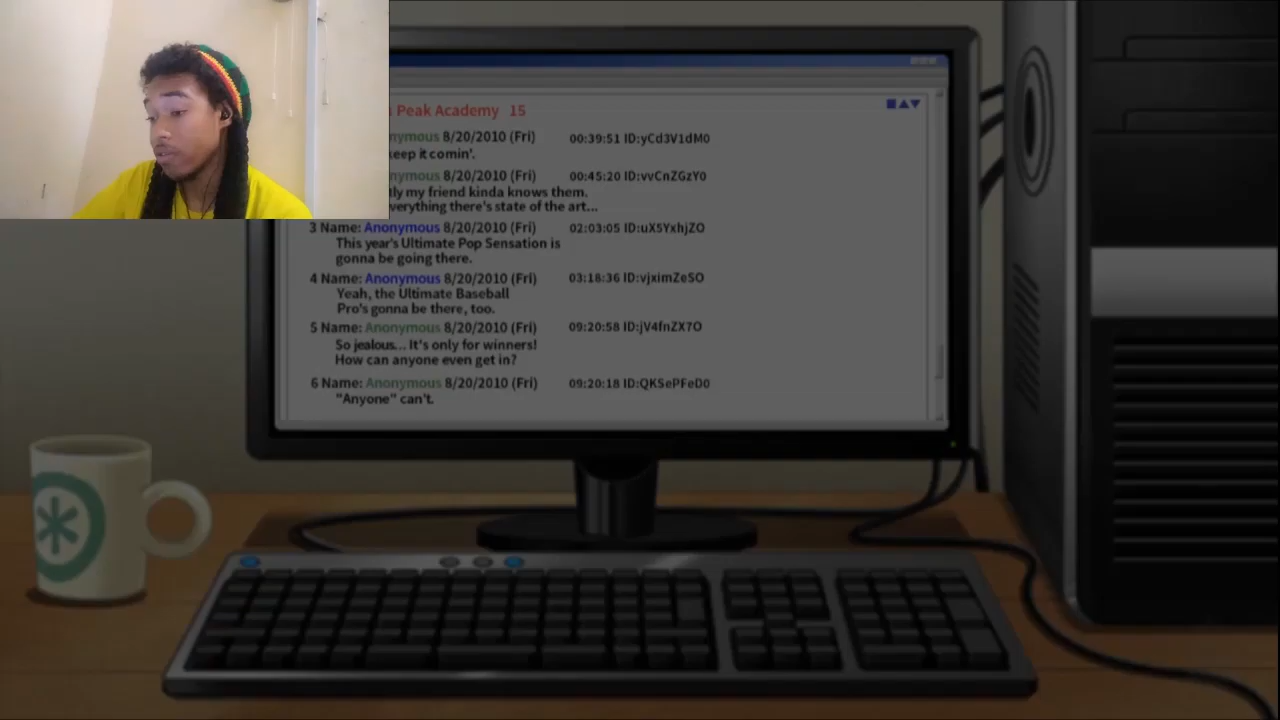 Peak Academy 15
8/20/2010 (Fri) 00:39:51 ID:yCd3V1dM0
keep it comin'.
8/20/2010 (Fri) 00:45:20 ID:vvCnZGzY0
my friend kinda knows them.
everything there's state of the art...
3 Name: Anonymous 8/20/2010 (Fri) 02:03:05 ID:uX5YxhjZO
This year's Ultimate Pop Sensation is
gonna be going there.
4 Name: Anonymous 8/20/2010 (Fri) 03:18:36 ID:vjximZeSO
Yeah, the Ultimate Baseball
Pro's gonna be there, too.
5 Name: Anonymous 8/20/2010 (Fri) 09:20:58 ID:jV4fnZX7O
So jealous... It's only for winners!
How can anyone even get in?
6 Name: Anonymous 8/20/2010 (Fri) 09:20:18 ID:QKSePFeD0
"Anyone" can't.